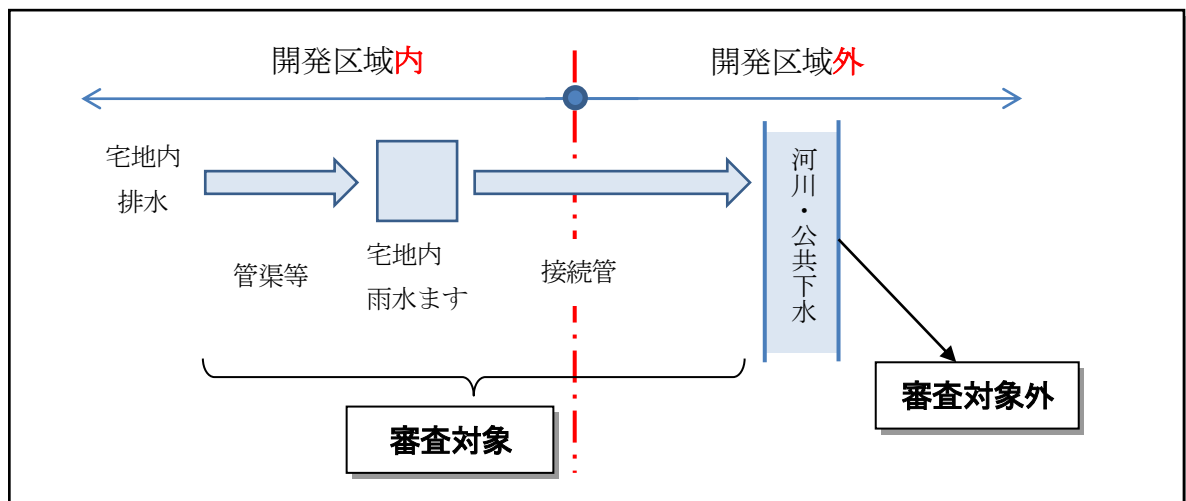 開発区域内
開発区域外
宅地内
排水
管渠等
宅地内
雨水ます
接続管
河川・公共下水
審査対象
審査対象外